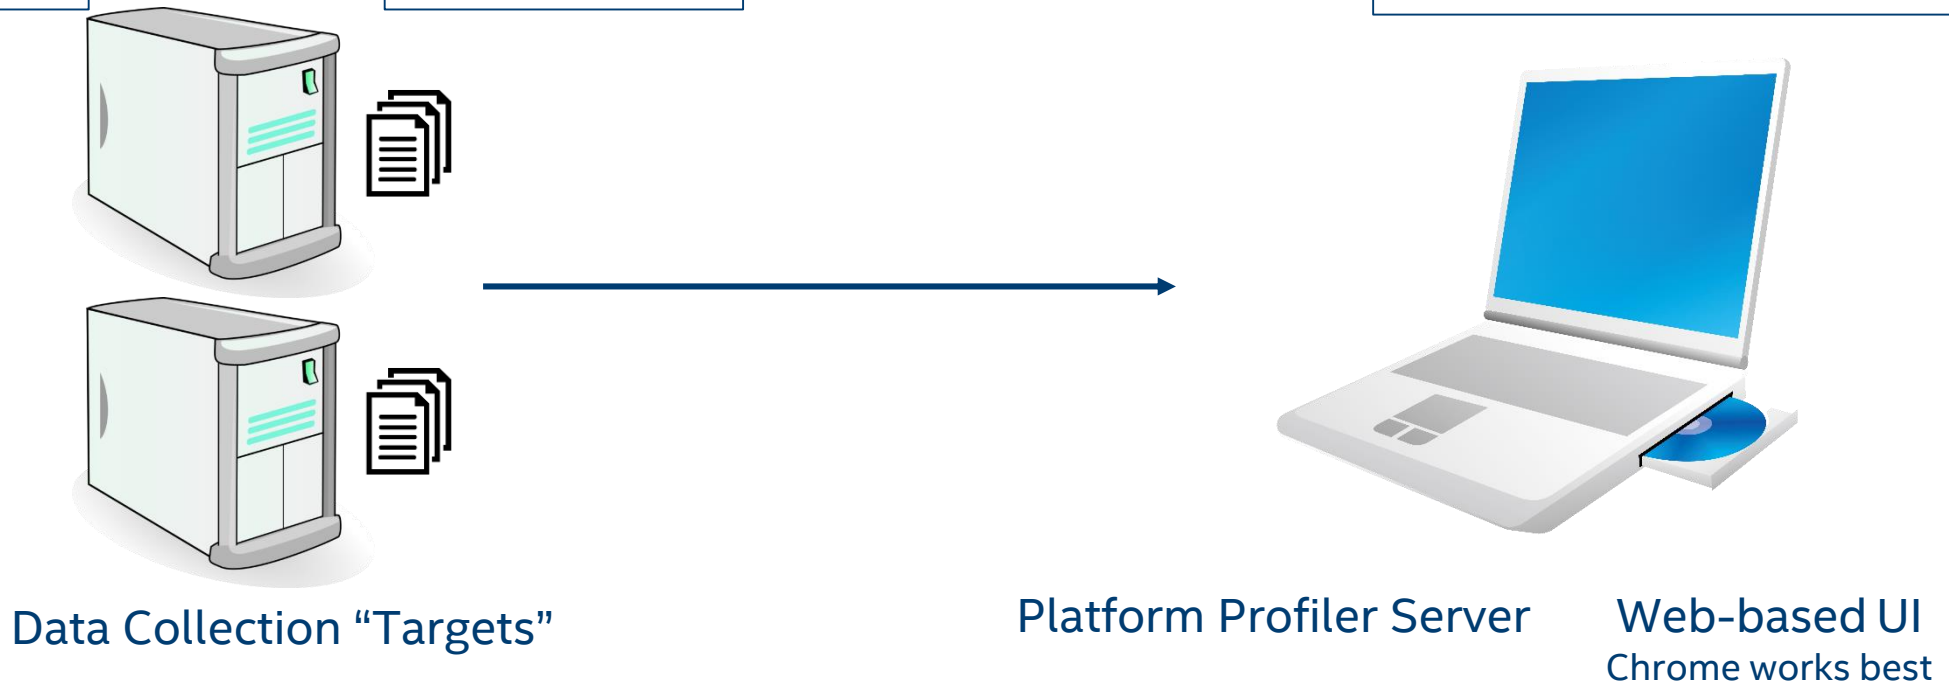 Data Collection “Targets”
Platform Profiler Server
Web-based UI
Chrome works best